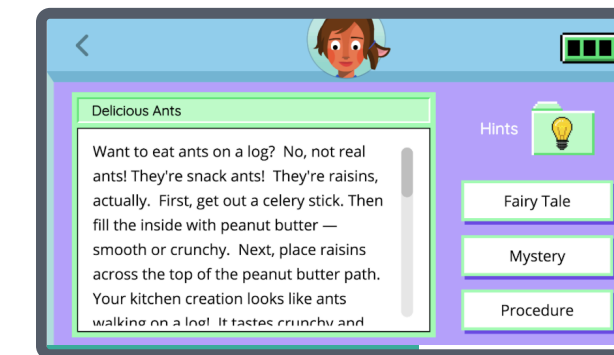 Delicious Ants
Want to eat ants on a log? No, not real
ants! They're snack ants! They're raisins,
actually. First, get out a celery stick. Then
fill the inside with peanut butter —
smooth or crunchy. Next, place raisins
across the top of the peanut butter path.
Your kitchen creation looks like ants
walking on a log! It tastes crunchy and
Hints
Fairy Tale
Mystery
Procedure